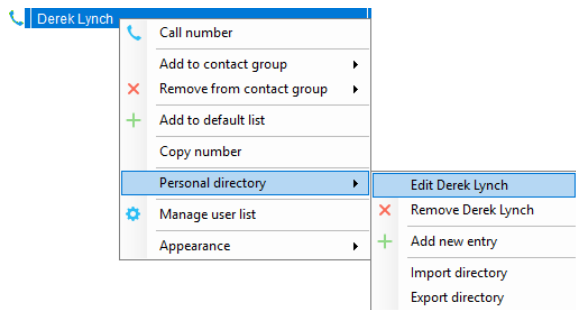 Derek Lynch
Call number
Add to contact group
Remove from contact group
Add to default list
Copy number
Personal directory
Manage user list
Appearance
Edit Derek Lynch
Remove Derek Lynch
Add new entry
Import directory
Export directory